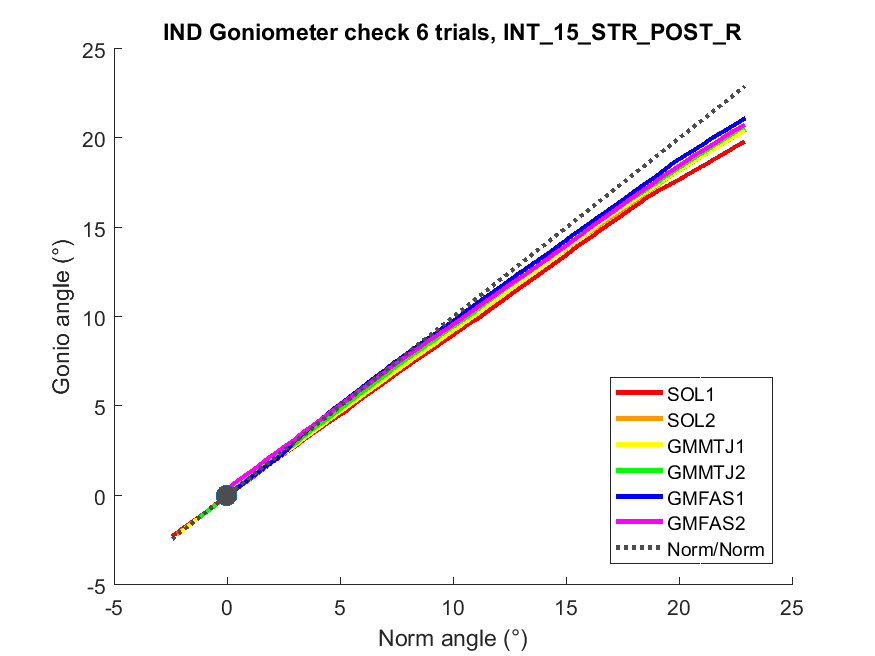 IND Goniometer check 6 trials, INT_15_STR_POST_R
25
20
15
10
5
0
-5
Gonio angle (°)
-5
0
5
10
15
20
25
Norm angle (°)
SOL1
SOL2
GMMTJ1
GMMTJ2
GMFAS1
GMFAS2
Norm/Norm